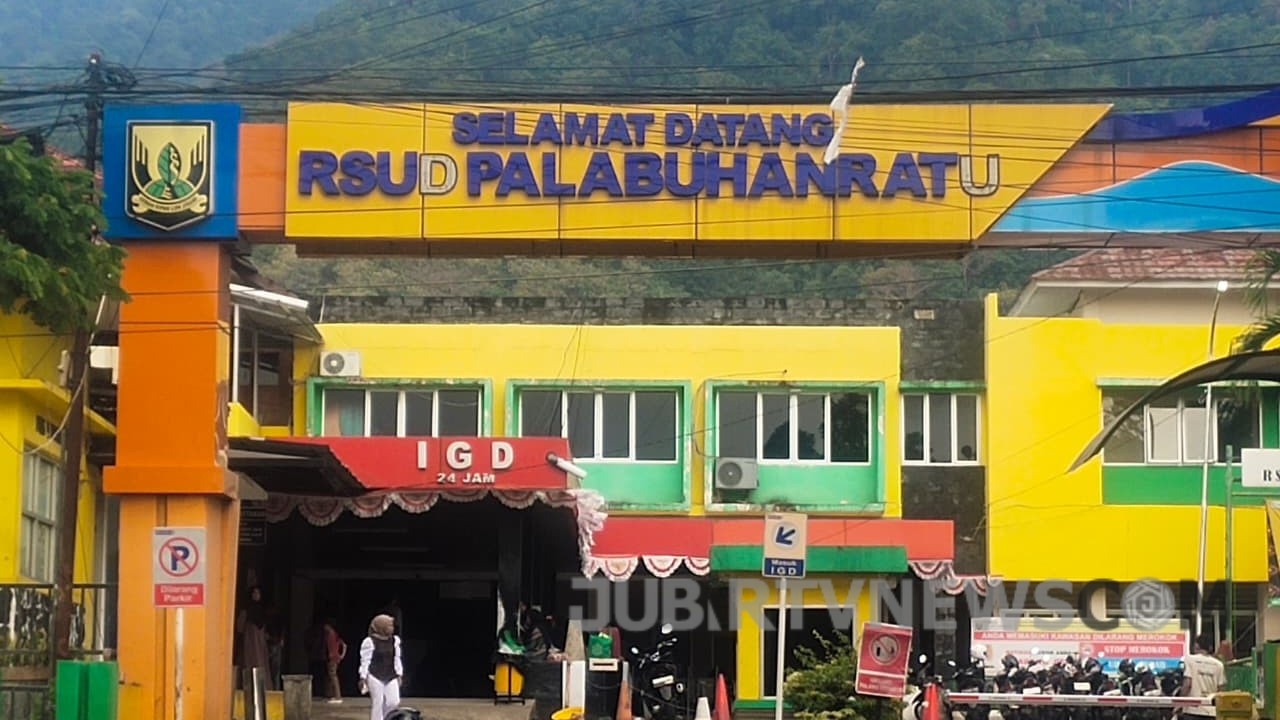 SELAMAT DATANG
RSUD PALABUHANRATU
IGD
24 JAM
Dilarang
Parkir
Masuk
IGD
RS
JUBIRTVNEWS.COM
ANDA MEMASUKI KAWASAN DILARANG MEROKOK
STOP MEROKOK